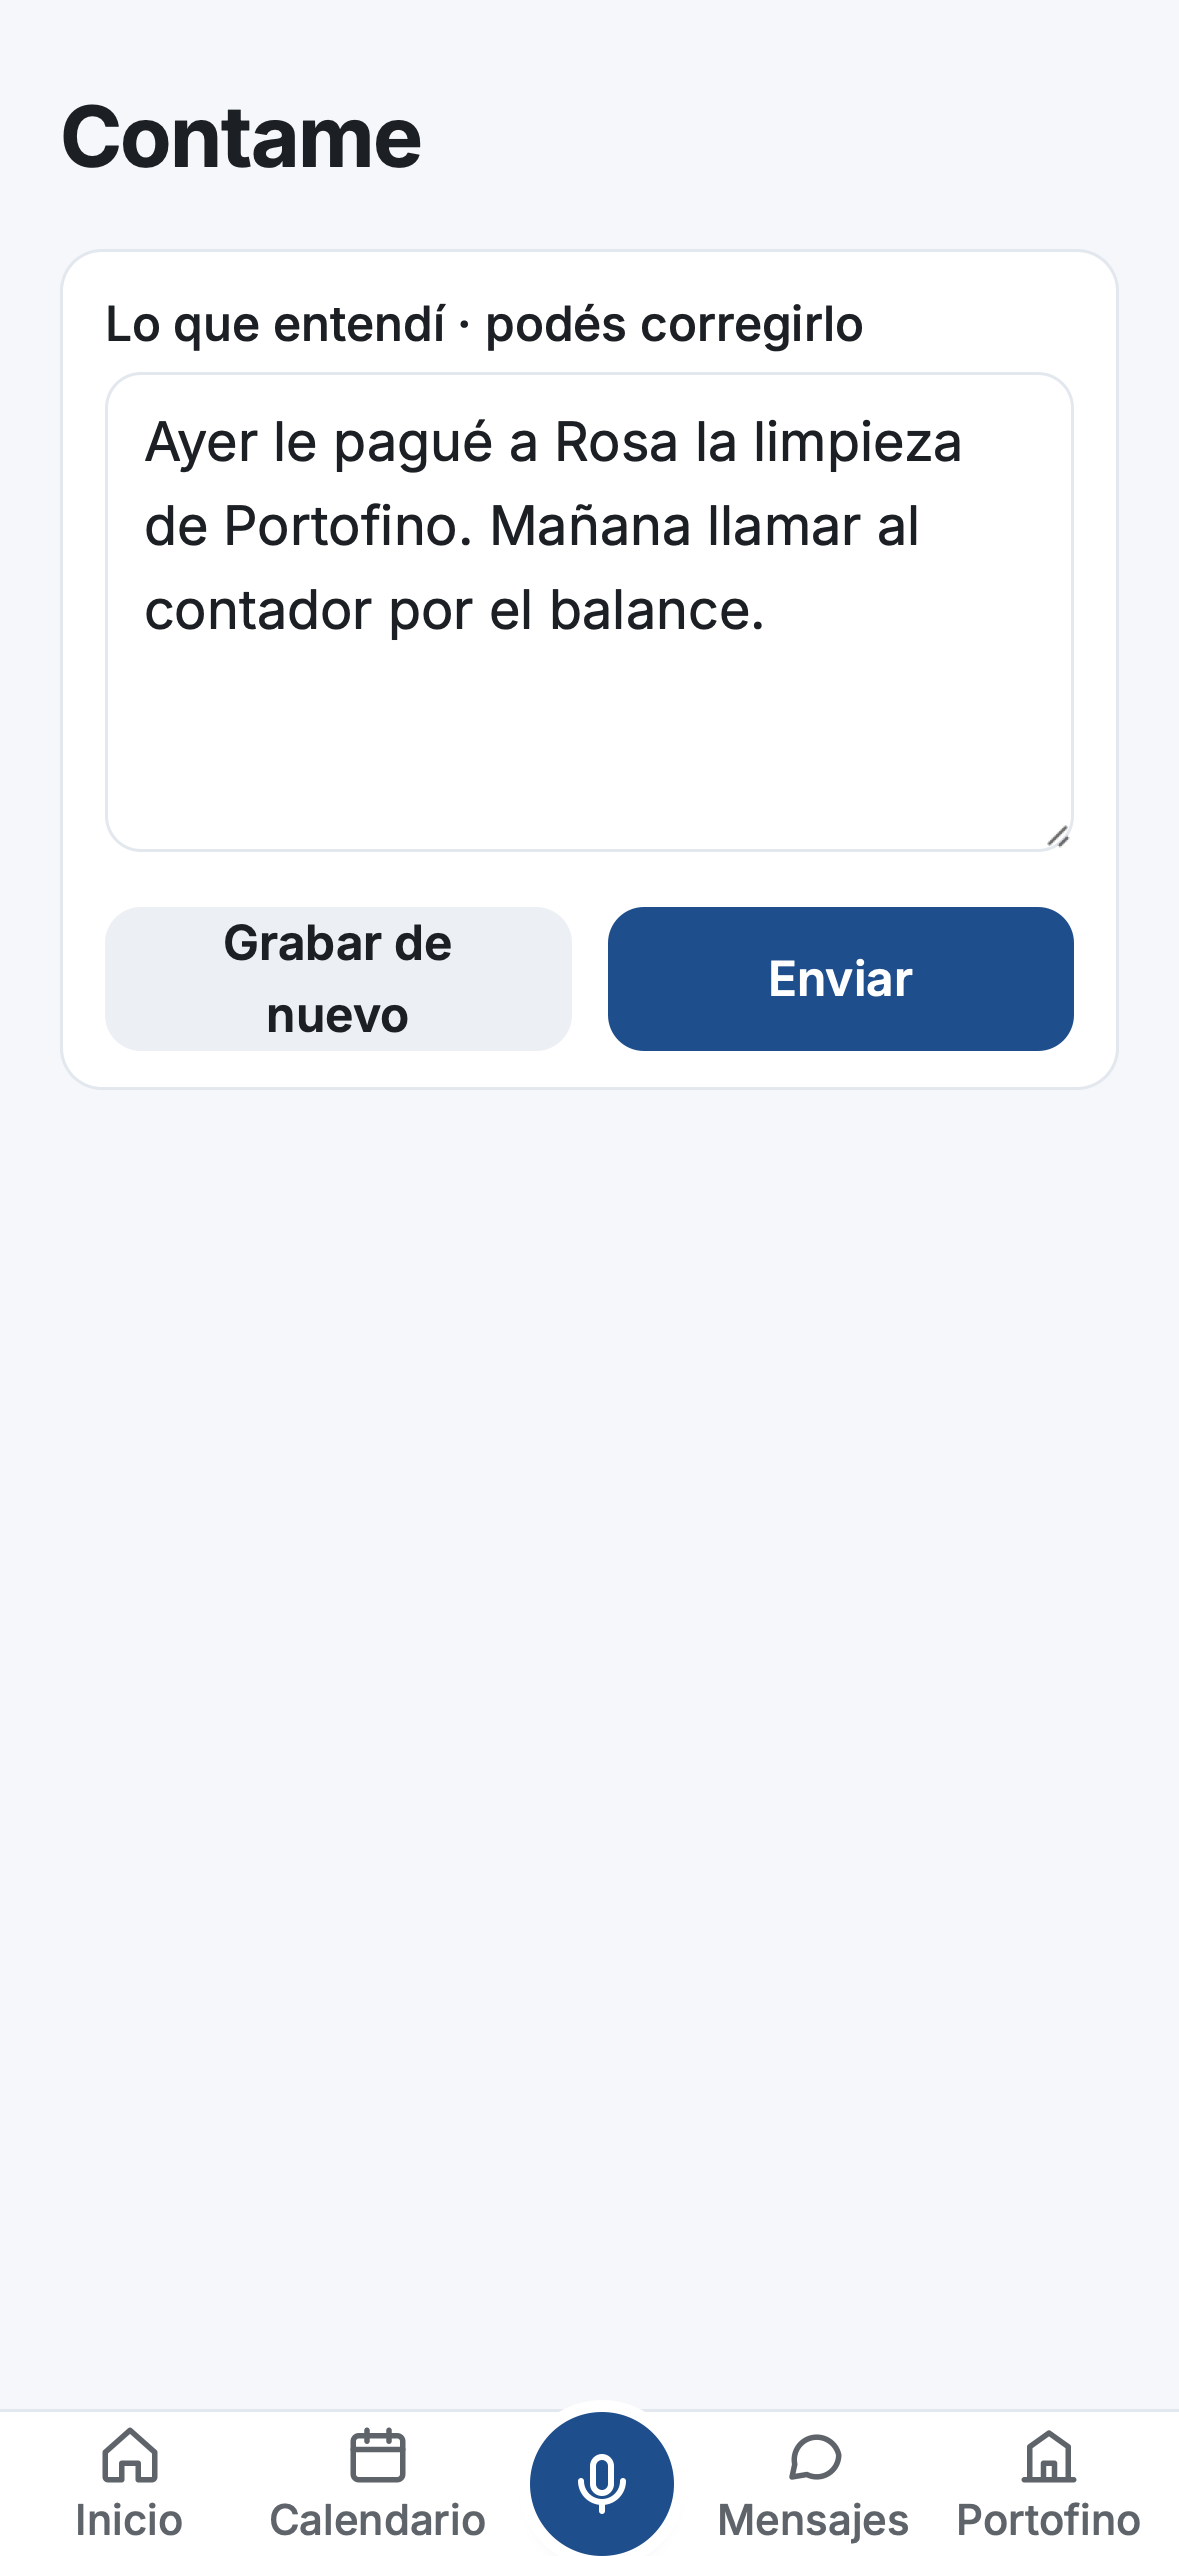 Contame
Lo que entendí · podés corregirlo
Ayer le pagué a Rosa la limpieza
de Portofino. Mañana llamar al
contador por el balance.
Grabar de
nuevo
Enviar
Inicio
Calendario
Mensajes
Portofino